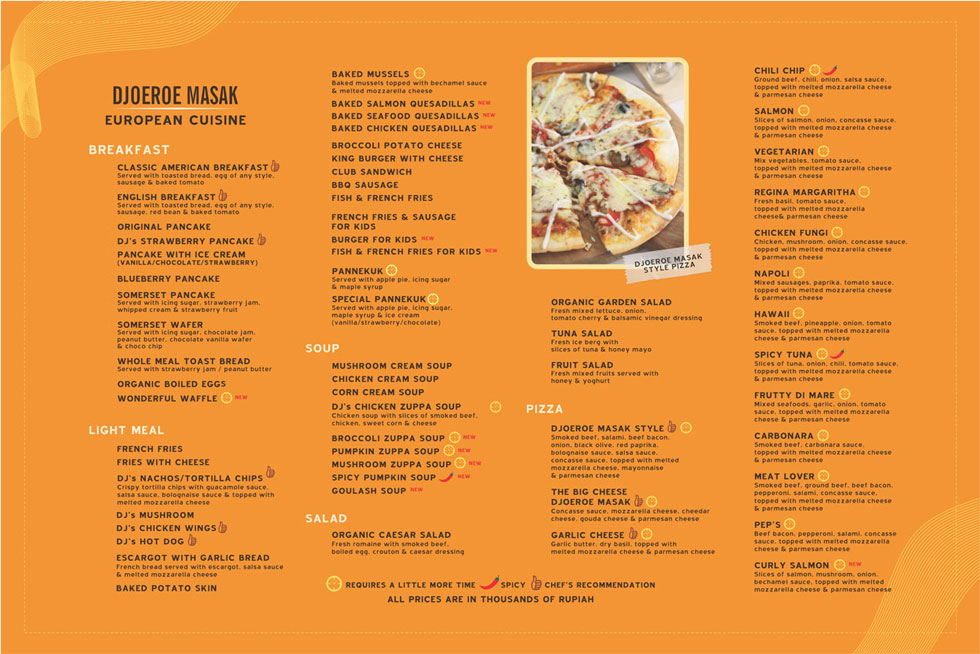 DJOEROE MASAK
EUROPEAN CUISINE
BREAKFAST
CLASSIC AMERICAN BREAKFAST
Served with toasted bread, egg of any style,
sausage & baked tomato
ENGLISH BREAKFAST
Served with toasted bread, egg of any style,
sausage, red bean & baked tomato
ORIGINAL PANCAKE
DJ's STRAWBERRY PANCAKE
PANCAKE WITH ICE CREAM
(VANILLA/CHOCOLATE/STRAWBERRY)
BLUEBERRY PANCAKE
SOMERSET PANCAKE
Served with icing sugar, strawberry jam,
whipped cream & strawberry fruit
SOMERSET WAFER
Served with icing sugar, chocolate jam,
peanut butter, chocolate vanilla wafer
& choco chip
WHOLE MEAL TOAST BREAD
Served with strawberry jam / peanut butter
ORGANIC BOILED EGGS
WONDERFUL WAFFLE NEW
LIGHT MEAL
FRENCH FRIES
FRIES WITH CHEESE
DJ's NACHOS/TORTILLA CHIPS
Crispy tortilla chips with guacamole sauce,
salsa sauce, bolognaise sauce & topped with
melted mozzarella cheese
DJ's MUSHROOM
DJ's CHICKEN WINGS
DJ's HOT DOG
ESCARGOT WITH GARLIC BREAD
French bread served with escargot, salsa sauce
& melted mozzarella cheese
BAKED POTATO SKIN
BAKED MUSSELS
Baked mussels topped with bechamel sauce
& melted mozzarella cheese
BAKED SALMON QUESADILLAS NEW
BAKED SEAFOOD QUESADILLAS NEW
BAKED CHICKEN QUESADILLAS NEW
BROCCOLI POTATO CHEESE
KING BURGER WITH CHEESE
CLUB SANDWICH
BBQ SAUSAGE
FISH & FRENCH FRIES
FRENCH FRIES & SAUSAGE
FOR KIDS
BURGER FOR KIDS NEW
FISH & FRENCH FRIES FOR KIDS NEW
PANNEKUK
Served with apple pie, icing sugar
& maple syrup
SPECIAL PANNEKUK
Served with apple pie, icing sugar,
maple syrup & ice cream
(vanilla/strawberry/chocolate)
SOUP
MUSHROOM CREAM SOUP
CHICKEN CREAM SOUP
CORN CREAM SOUP
DJ's CHICKEN ZUPPA SOUP
Chicken soup with slices of smoked beef,
chicken, sweet corn & cheese
BROCCOLI ZUPPA SOUP NEW
PUMPKIN ZUPPA SOUP NEW
MUSHROOM ZUPPA SOUP NEW
SPICY PUMPKIN SOUP NEW
GOULASH SOUP NEW
SALAD
ORGANIC CAESAR SALAD
Fresh romaine with smoked beef,
boiled egg, crouton & caesar dressing
DJOEROE MASAK
STYLE PIZZA
ORGANIC GARDEN SALAD
Fresh mixed lettuce, onion,
tomato cherry & balsamic vinegar dressing
TUNA SALAD
Fresh ice berg with
slices of tuna & honey mayo
FRUIT SALAD
Fresh mixed fruits served with
honey & yoghurt
PIZZA
DJOEROE MASAK STYLE
Smoked beef, salami, beef bacon,
onion, black olive, red paprika,
bolognaise sauce, salsa sauce,
concasse sauce, topped with melted
mozzarella cheese, mayonnaise
& parmesan cheese
THE BIG CHEESE
DJOEROE MASAK
Concasse sauce, mozzarella cheese, cheedar
cheese, gouda cheese & parmesan cheese
GARLIC CHEESE
Garlic butter, dry basil, topped with
melted mozzarella cheese & parmesan cheese
CHILI CHIP
Ground beef, chili, onion, salsa sauce,
topped with melted mozzarella cheese
& parmesan cheese
SALMON
Slices of salmon, onion, concasse sauce,
topped with melted mozzarella cheese
& parmesan cheese
VEGETARIAN
Mix vegetables, tomato sauce,
topped with melted mozzarella cheese
& parmesan cheese
REGINA MARGARITHA
Fresh basil, tomato sauce,
topped with melted mozzarella
cheese& parmesan cheese
CHICKEN FUNGI
Chicken, mushroom, onion, concasse sauce,
topped with melted mozzarella cheese
& parmesan cheese
NAPOLI
Mixed sausages, paprika, tomato sauce,
topped with melted mozzarella cheese
& parmesan cheese
HAWAII
Smoked beef, pineapple, onion, tomato
sauce, topped with melted mozzarella
cheese & parmesan cheese
SPICY TUNA
Slices of tuna, onion, chili, tomato sauce,
topped with melted mozzarella cheese
& parmesan cheese
FRUTTY DI MARE
Mixed seafoods, garlic, onion, tomato
sauce, topped with melted mozzarella
cheese & parmesan cheese
CARBONARA
Smoked beef, carbonara sauce,
topped with melted mozzarella cheese
& parmesan cheese
MEAT LOVER
Smoked beef, ground beef, beef bacon,
pepperoni, salami, concasse sauce,
topped with melted mozzarella cheese
& parmesan cheese
PEP'S
Beef bacon, pepperoni, salami, concasse
sauce, topped with melted mozzarella
cheese & parmesan cheese
CURLY SALMON NEW
Slices of salmon, mushroom, onion,
bechamel sauce, topped with melted
mozzarella cheese & parmesan cheese
REQUIRES A LITTLE MORE TIME SPICY CHEF'S RECOMMENDATION
ALL PRICES ARE IN THOUSANDS OF RUPIAH